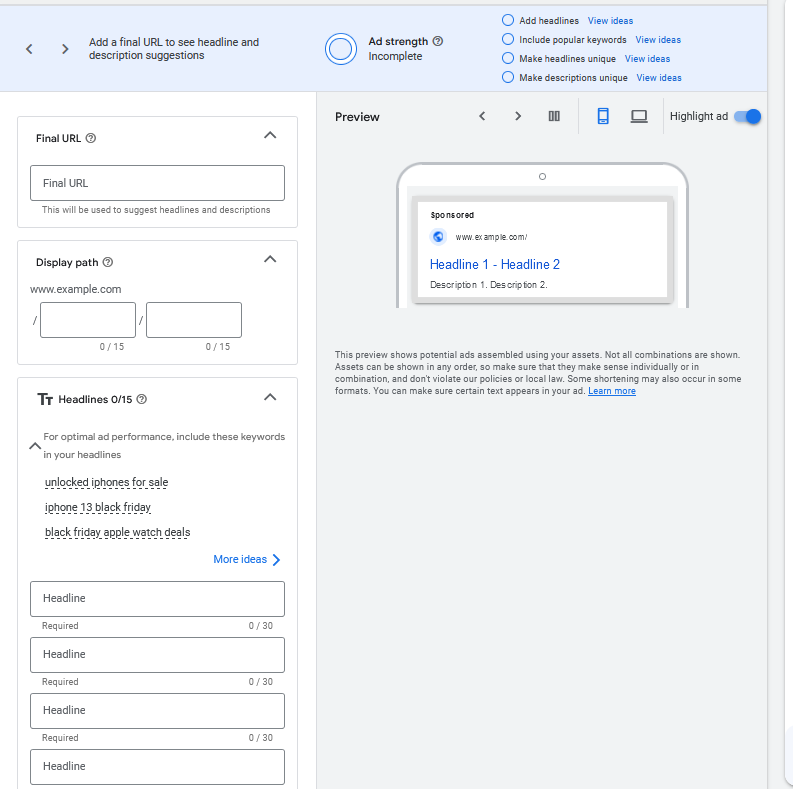 Add a final URL to see headline and
description suggestions
Ad strength
Incomplete
Add headlines View ideas
Include popular keywords View ideas
Make headlines unique View ideas
Make descriptions unique View ideas
Final URL
Final URL
This will be used to suggest headlines and descriptions
Display path
www.example.com
/ /
0 / 15 0 / 15
Headlines 0/15
For optimal ad performance, include these keywords
in your headlines
unlocked iphones for sale
iphone 13 black friday
black friday apple watch deals
More ideas
Headline
Required 0 / 30
Headline
Required 0 / 30
Headline
Required 0 / 30
Headline
Preview
Highlight ad
Sponsored
www.example.com/
Headline 1 - Headline 2
Description 1. Description 2.
This preview shows potential ads assembled using your assets. Not all combinations are shown.
Assets can be shown in any order, so make sure that they make sense individually or in
combination, and don't violate our policies or local law. Some shortening may also occur in some
formats. You can make sure certain text appears in your ad. Learn more